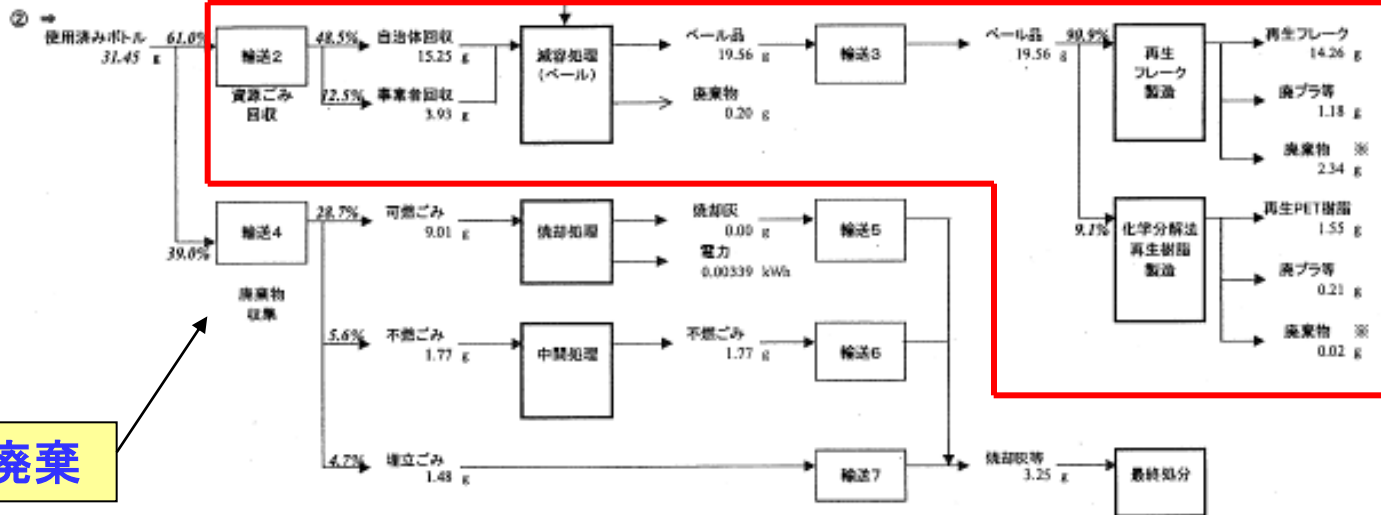 ② ⇒
使用済みボトル
31.45 g
61.0%
輸送2
資源ごみ
回収
48.5%
自治体回収
15.25 g
12.5%
事業者回収
3.93 g
減容処理
(ベール)
ベール品
19.56 g
廃棄物
0.20 g
輸送3
ベール品
19.56 g
90.9%
再生
フレーク
製造
再生フレーク
14.26 g
廃プラ等
1.18 g
廃棄物 ※
2.34 g
9.1%
化学分解法
再生樹脂
製造
再生PET樹脂
1.55 g
廃プラ等
0.21 g
廃棄物 ※
0.02 g
39.0%
輸送4
廃棄物
収集
28.7%
可燃ごみ
9.01 g
焼却処理
焼却灰
0.00 g
電力
0.00339 kWh
輸送5
5.6%
不燃ごみ
1.77 g
中間処理
不燃ごみ
1.77 g
輸送6
4.7%
埋立ごみ
1.48 g
輸送7
焼却灰等
3.25 g
最終処分
廃棄